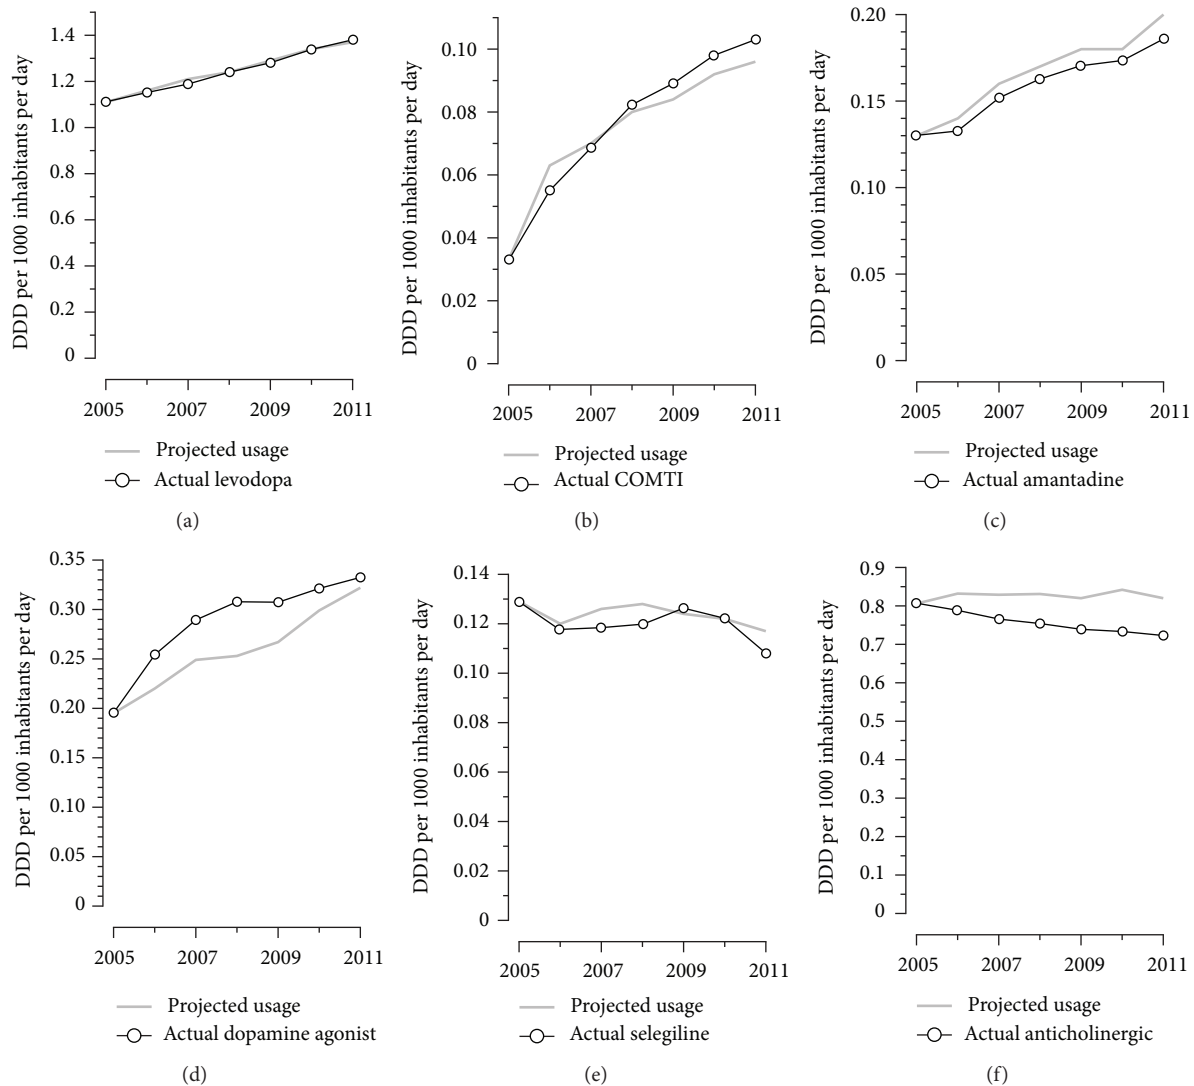 DDD per 1000 inhabitants per day
1.4
1.2
1.0
0.8
0.6
0.4
0.2
0
2005 2007 2009 2011
Projected usage
Actual levodopa
(a)
DDD per 1000 inhabitants per day
0.10
0.08
0.06
0.04
0.02
0
2005 2007 2009 2011
Projected usage
Actual COMTI
(b)
DDD per 1000 inhabitants per day
0.20
0.15
0.10
0.20
0
2005 2007 2009 2011
Projected usage
Actual amantadine
(c)
DDD per 1000 inhabitants per day
0.35
0.30
0.25
0.20
0.15
0.10
0.05
0
2005 2007 2009 2011
Projected usage
Actual dopamine agonist
(d)
DDD per 1000 inhabitants per day
0.14
0.12
0.10
0.08
0.06
0.04
0.02
0
2005 2007 2009 2011
Projected usage
Actual selegiline
(e)
DDD per 1000 inhabitants per day
0.9
0.8
0.7
0.6
0.8
0.4
0.3
0.2
0.1
0
2005 2007 2009 2011
Projected usage
Actual anticholinergic
(f)